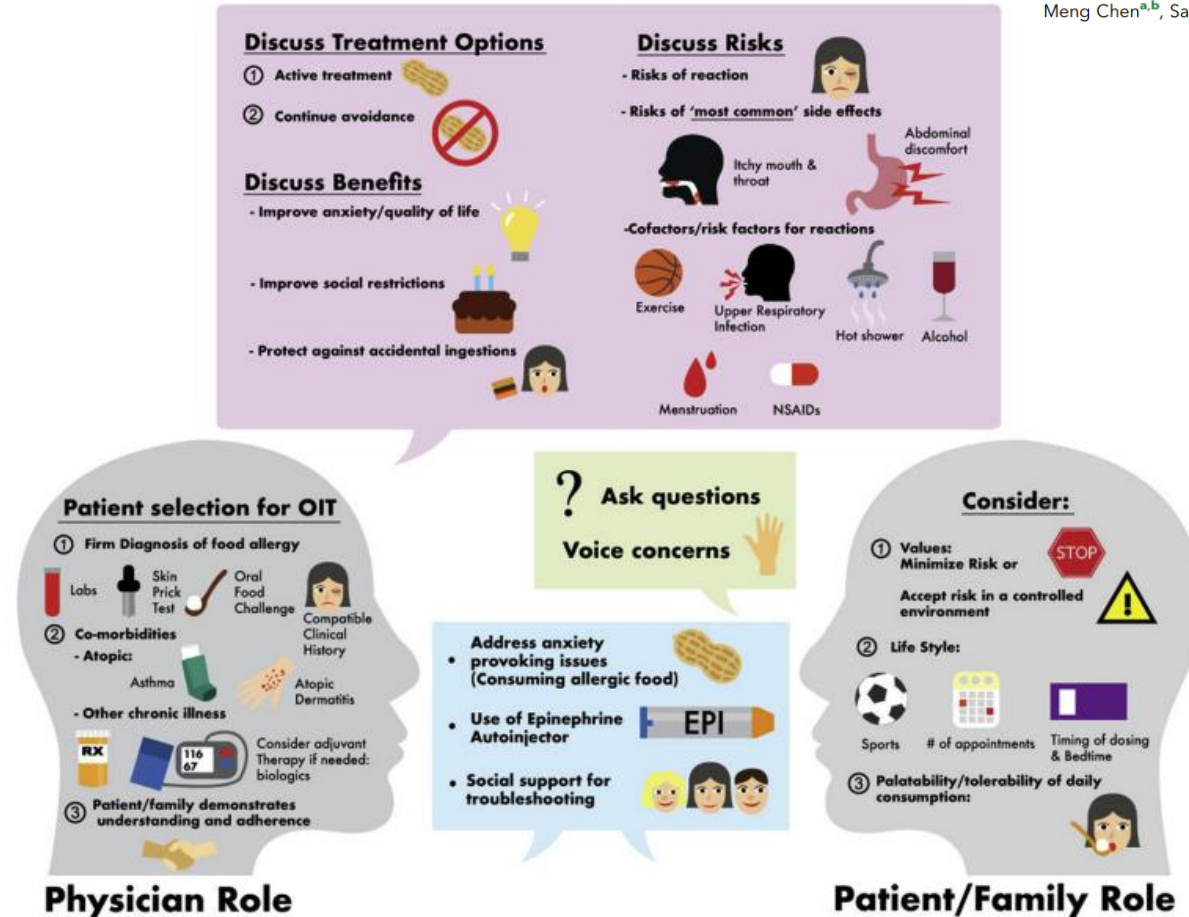 Meng Chen a,b, Sa
Discuss Treatment Options
1 Active treatment
2 Continue avoidance
Discuss Benefits
- Improve anxiety/quality of life
- Improve social restrictions
- Protect against accidental ingestions
Discuss Risks
- Risks of reaction
- Risks of 'most common' side effects
Itchy mouth &
throat
Abdominal
discomfort
-Cofactors/risk factors for reactions
Exercise
Upper Respiratory
Infection
Hot shower
Alcohol
Menstruation
NSAIDs
Patient selection for OIT
1 Firm Diagnosis of food allergy
Labs
Skin
Prick
Test
Oral
Food
Challenge
Compatible
Clinical
History
2 Co-morbidities
- Atopic:
Asthma
Atopic
Dermatitis
- Other chronic illness
RX
116
67
Consider adjuvant
Therapy if needed:
biologics
3 Patient/family demonstrates
understanding and adherence
Physician Role
? Ask questions
Voice concerns
• Address anxiety
provoking issues
(Consuming allergic food)
• Use of Epinephrine
Autoinjector
EPI
• Social support for
troubleshooting
Consider:
1 Values:
Minimize Risk or
STOP
Accept risk in a controlled
environment
!
2 Life Style:
Sports
# of appointments
Timing of dosing
& Bedtime
3 Palatability/tolerability of daily
consumption:
Patient/Family Role